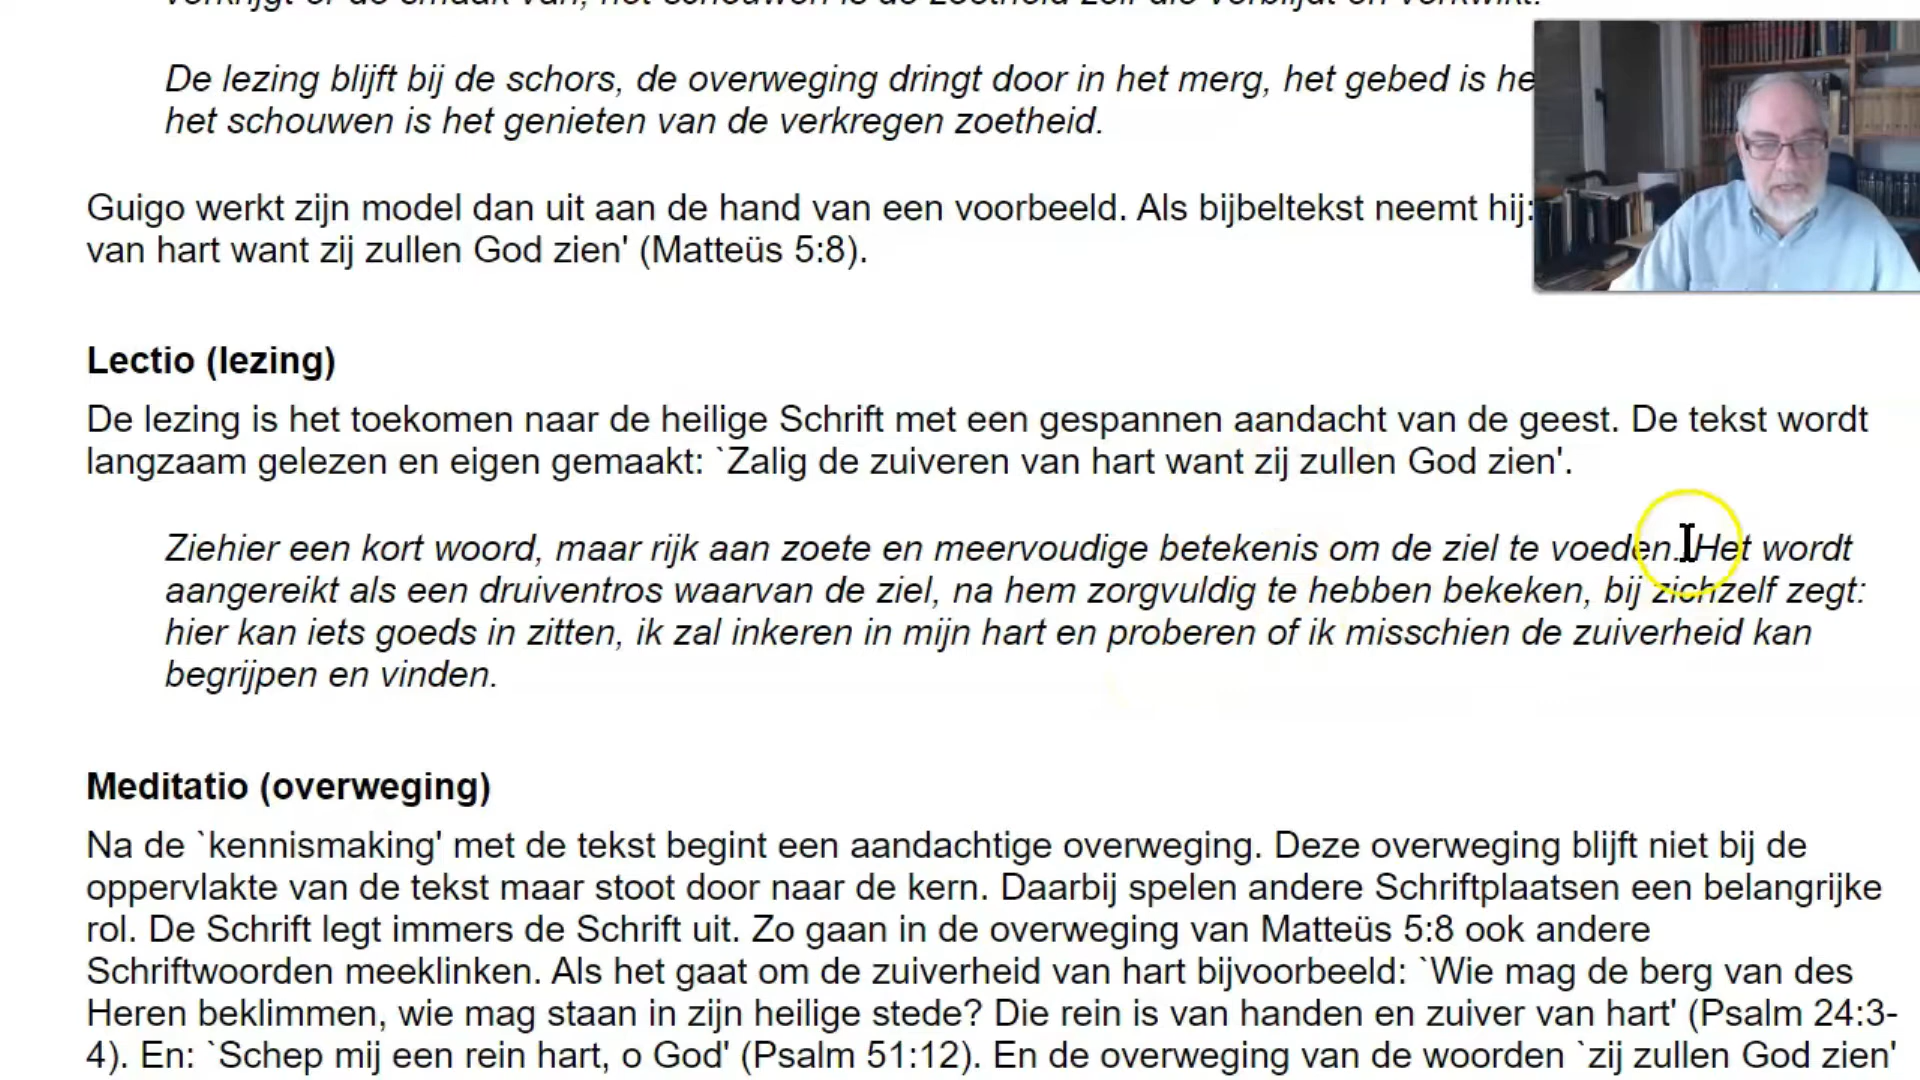 De lezing blijft bij de schors, de overweging dringt door in het merg, het gebed is
het schouwen is het genieten van de verkregen zoetheid.
Guigo werkt zijn model dan uit aan de hand van een voorbeeld. Als bijbeltekst neemt hij:
van hart want zij zullen God zien' (Matteüs 5:8).
Lectio (lezing)
De lezing is het toekomen naar de heilige Schrift met een gespannen aandacht van de geest. De tekst wordt
langzaam gelezen en eigen gemaakt: `Zalig de zuiveren van hart want zij zullen God zien'.
Ziehier een kort woord, maar rijk aan zoete en meervoudige betekenis om de ziel te voeden. Het wordt
aangereikt als een druiventros waarvan de ziel, na hem zorgvuldig te hebben bekeken, bij zichzelf zegt:
hier kan iets goeds in zitten, ik zal inkeren in mijn hart en proberen of ik misschien de zuiverheid kan
begrijpen en vinden.
Meditatio (overweging)
Na de `kennismaking' met de tekst begint een aandachtige overweging. Deze overweging blijft niet bij de
oppervlakte van de tekst maar stoot door naar de kern. Daarbij spelen andere Schriftplaatsen een belangrijke
rol. De Schrift legt immers de Schrift uit. Zo gaan in de overweging van Matteüs 5:8 ook andere
Schriftwoorden meeklinken. Als het gaat om de zuiverheid van hart bijvoorbeeld: `Wie mag de berg van des
Heren beklimmen, wie mag staan in zijn heilige stede? Die rein is van handen en zuiver van hart' (Psalm 24:3-
4). En: `Schep mij een rein hart, o God' (Psalm 51:12). En de overweging van de woorden `zij zullen God zien'